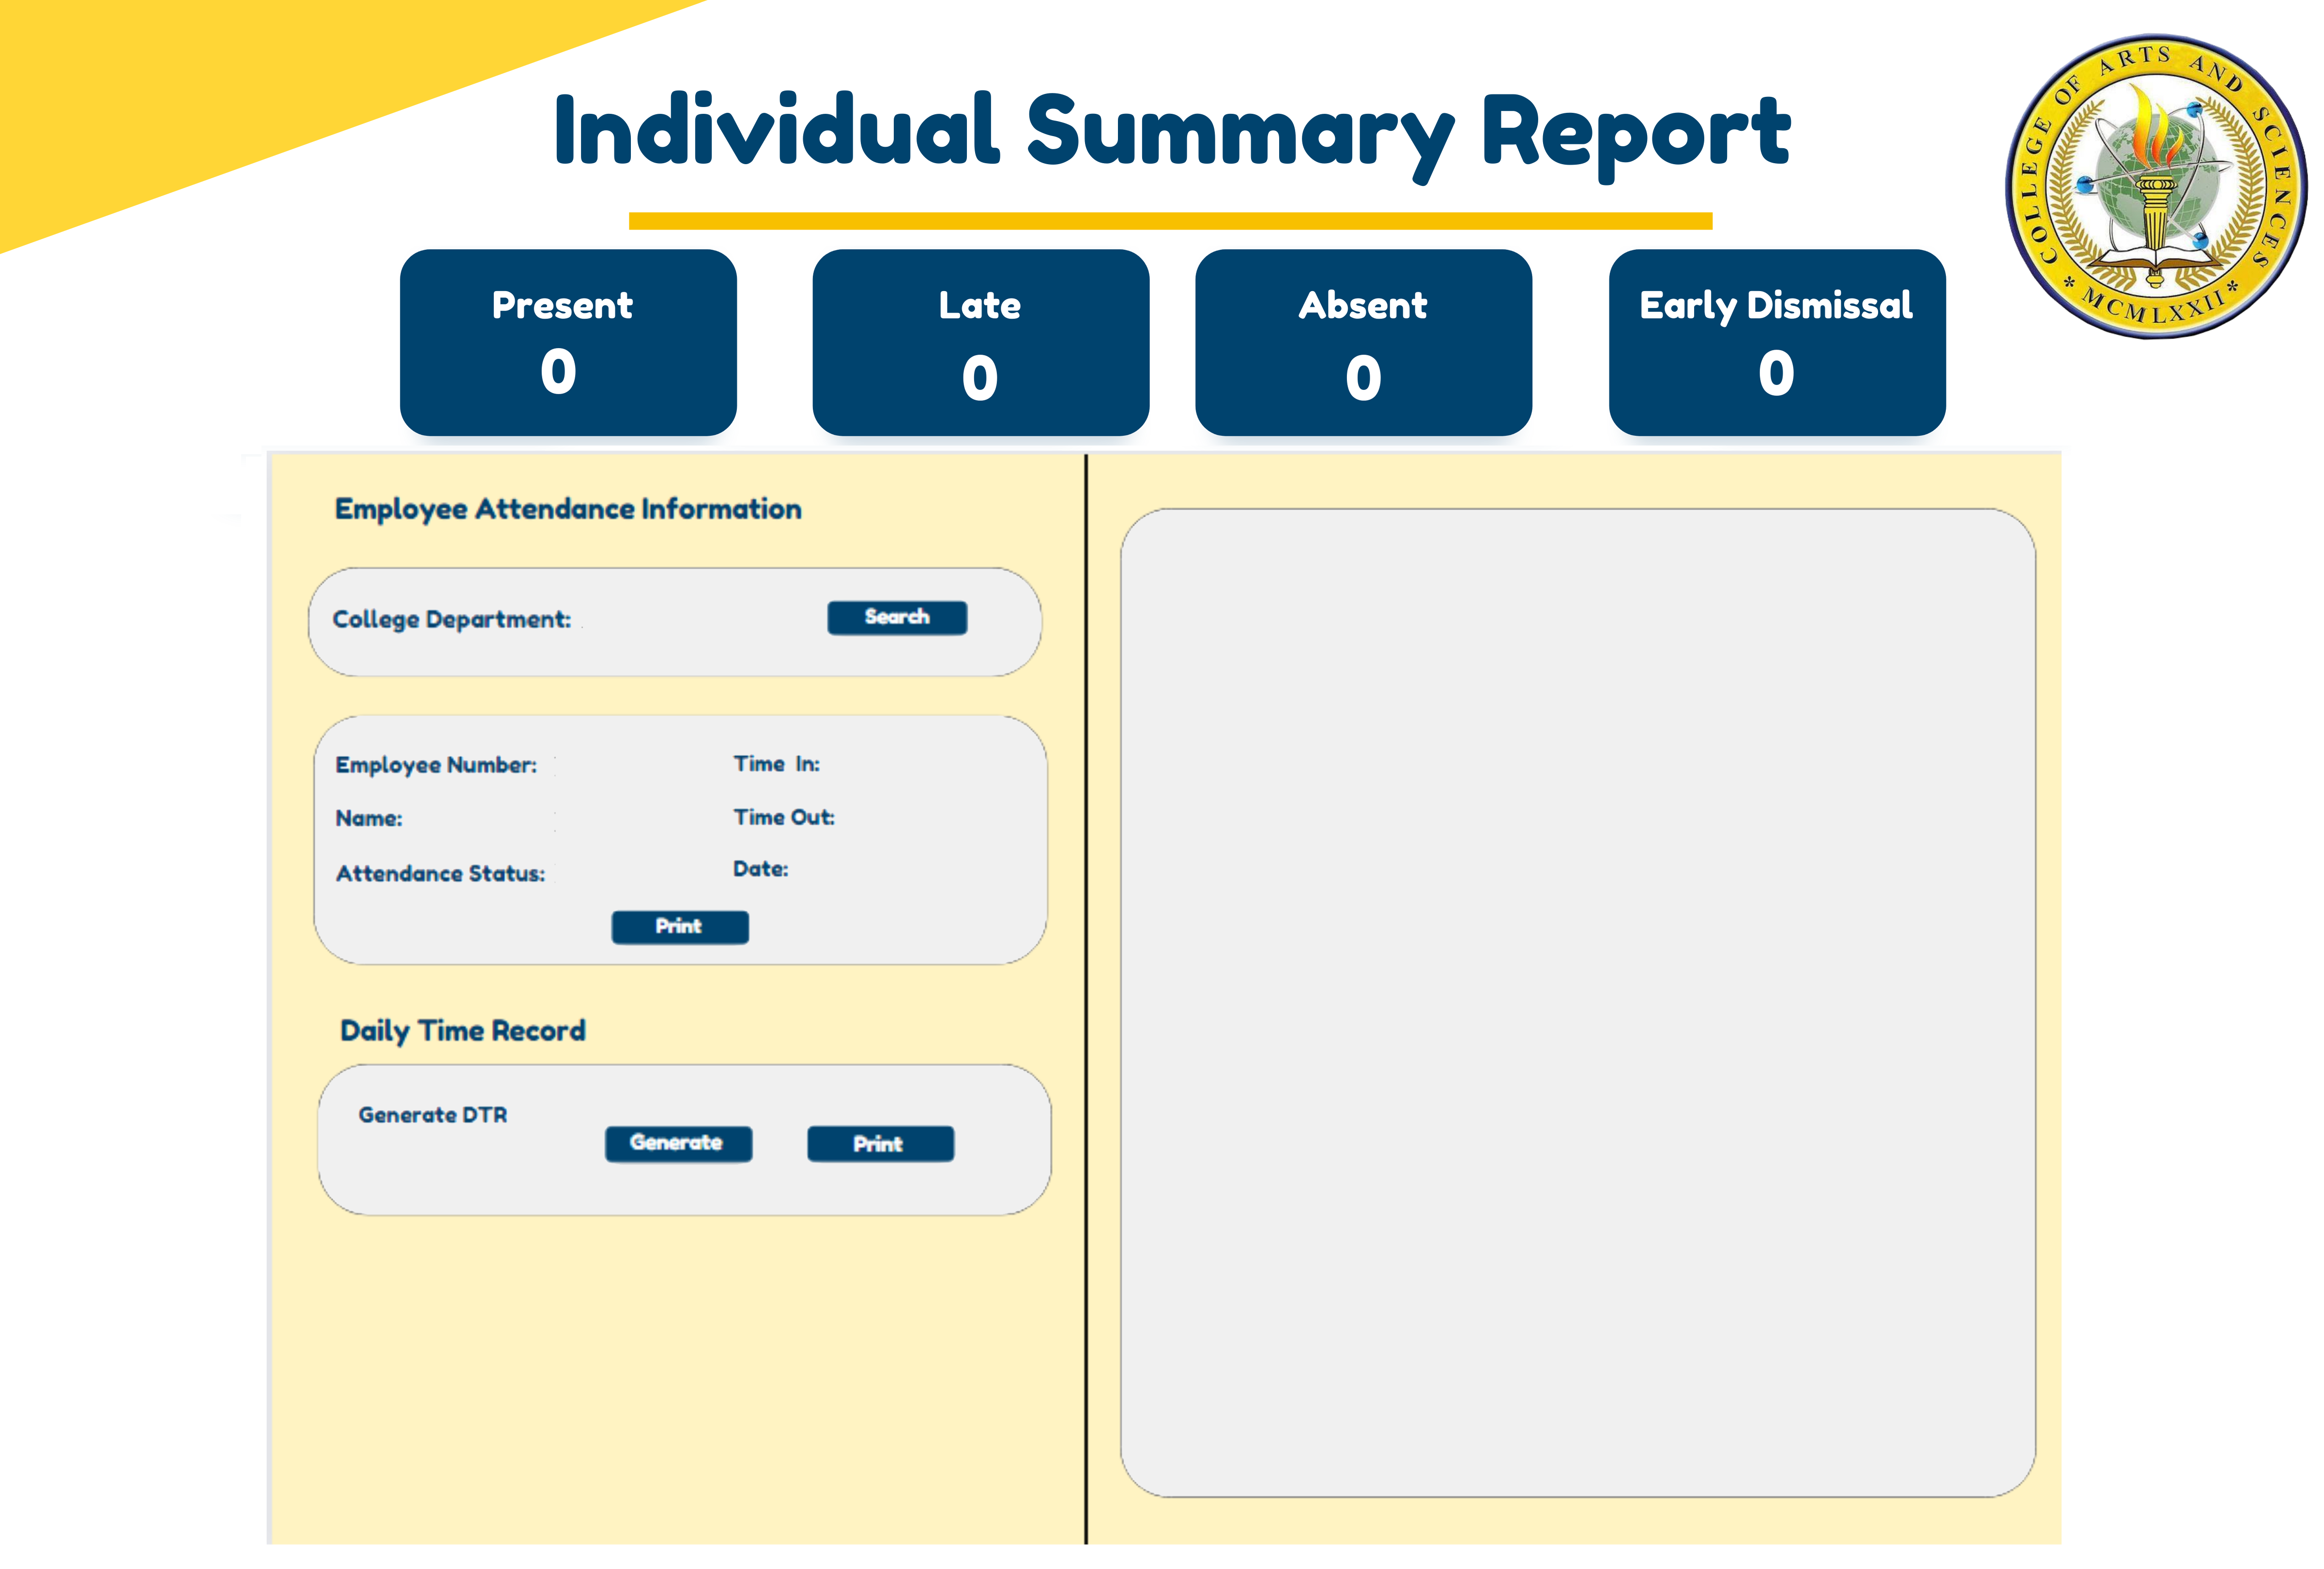 Individual Summary Report
COLLEGE OF ARTS AND SCIENCES
* MCMLXXII *
Present
0
Late
0
Absent
0
Early Dismissal
0
Employee Attendance Information
College Department:
Search
Employee Number:
Name:
Attendance Status:
Time In:
Time Out:
Date:
Print
Daily Time Record
Generate DTR
Generate
Print